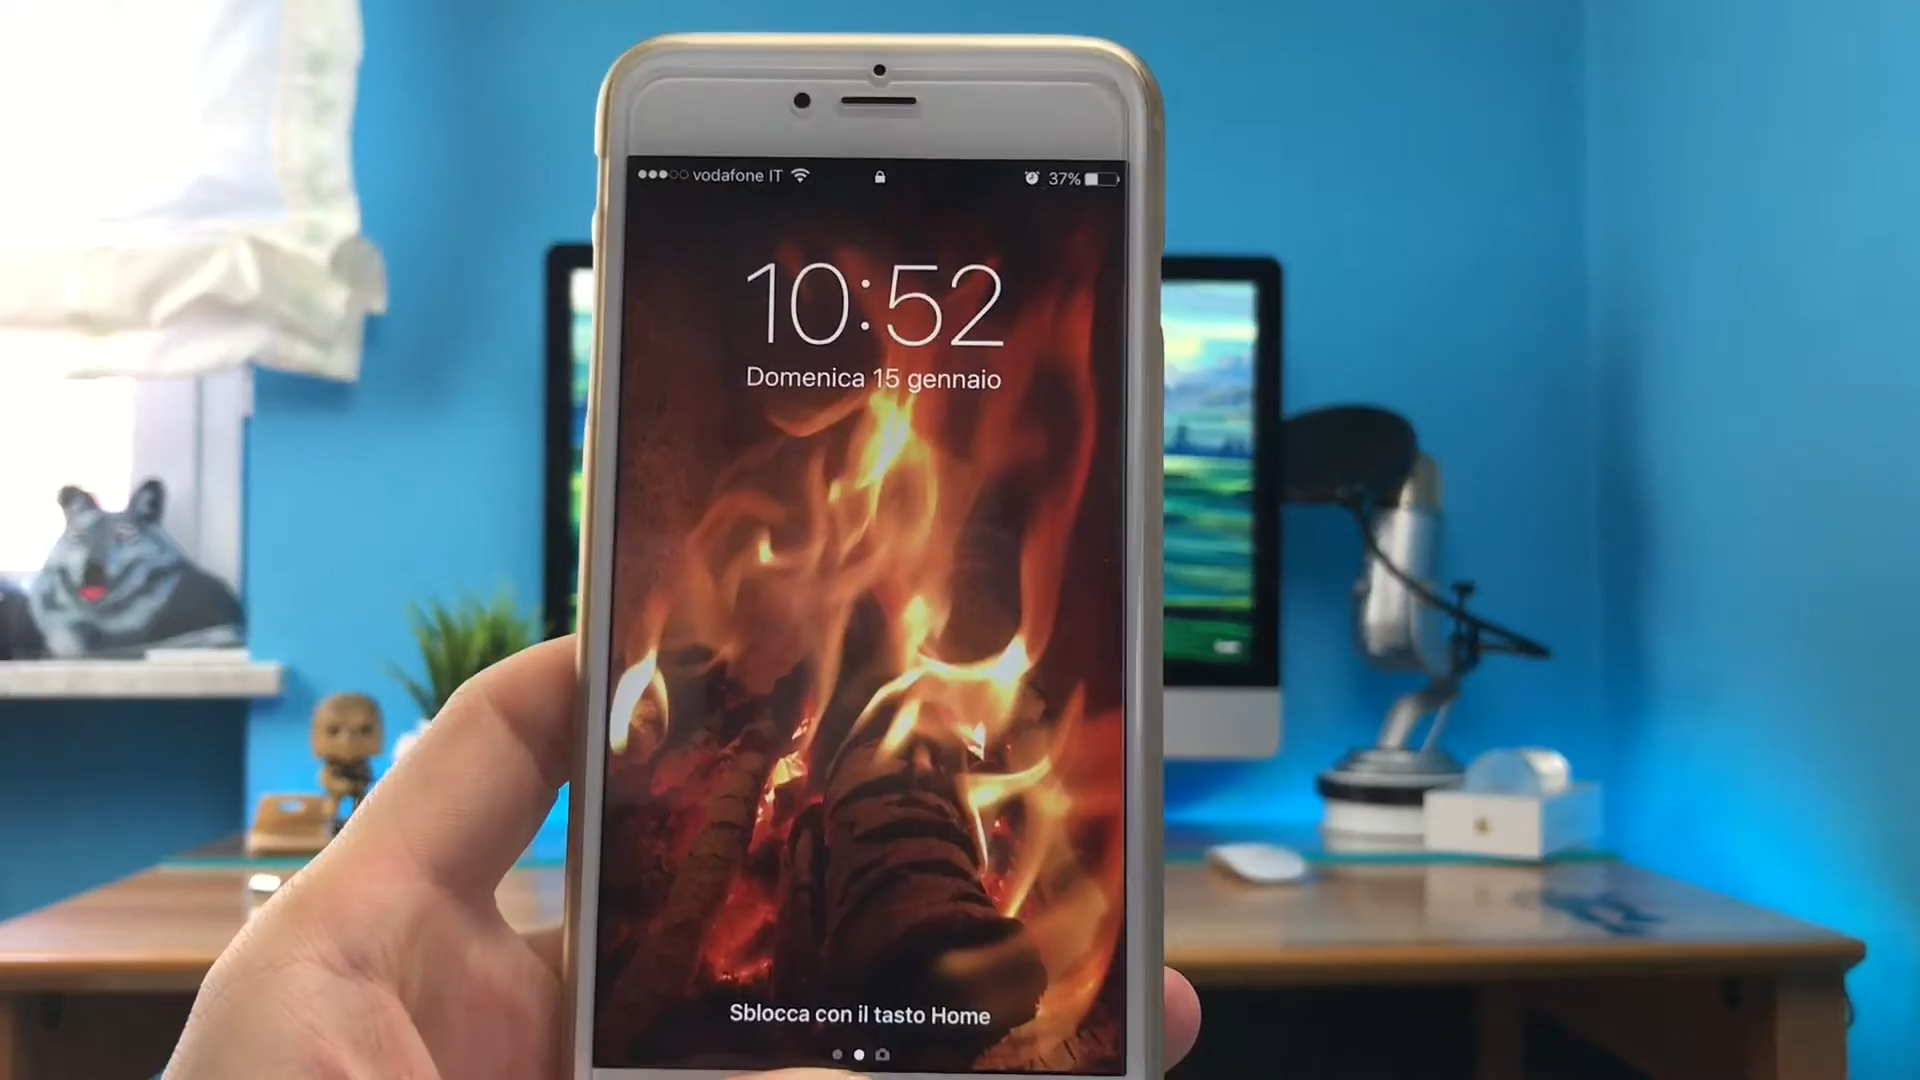 vodafone IT
37%
10:52
Domenica 15 gennaio
Sblocca con il tasto Home